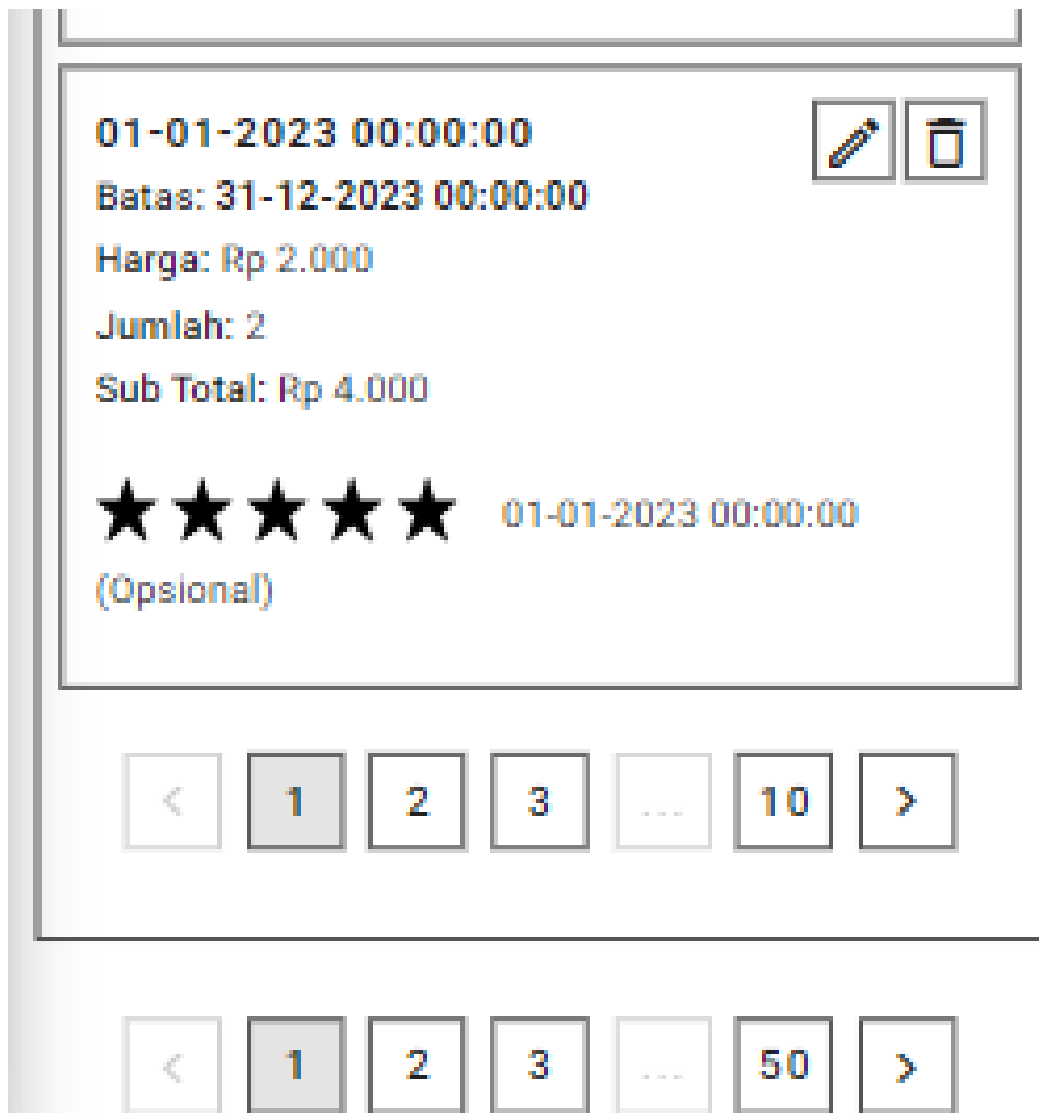 01-01-2023 00:00:00
Batas: 31-12-2023 00:00:00
Harga: Rp 2.000
Jumlah: 2
Sub Total: Rp 4.000
01-01-2023 00:00:00
(Opsional)
< 1 2 3 ... 10 >
< 1 2 3 ... 50 >